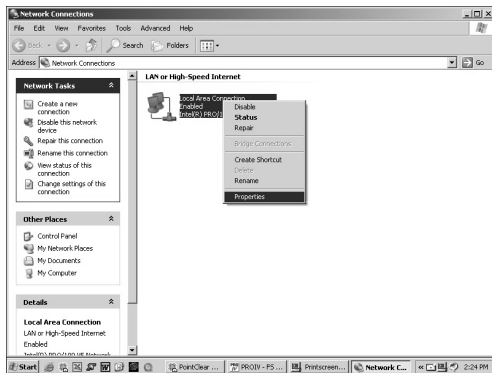 Network Connections
File Edit View Favorites Tools Advanced Help
Back Search Folders
Address Network Connections Go
Network Tasks
Create a new
connection
Disable this network
device
Repair this connection
Rename this connection
View status of this
connection
Change settings of this
connection
Other Places
Control Panel
My Network Places
My Documents
My Computer
Details
Local Area Connection
LAN or High-Speed Internet
Enabled
LAN or High-Speed Internet
Local Area Connection
Enabled
Intel(R) PRO/1
Disable
Status
Repair
Bridge Connections
Create Shortcut
Delete
Rename
Properties
Start PointClear ... PROIV - F5 ... Printscreen... Network C... 2:24 PM